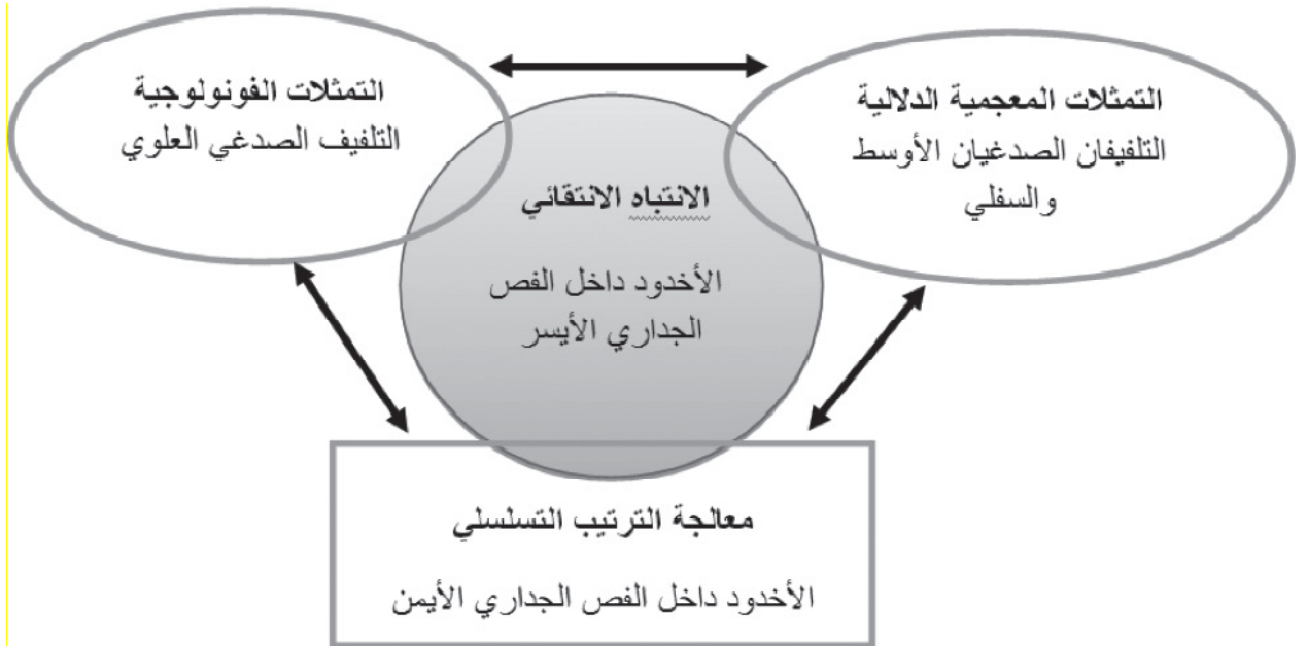 التمثلات المعجمية الدلالية
التلفيفان الصدغيان الأوسط
والسفلي
التمثلات الفونولوجية
التلفيف الصدغي العلوي
الانتباه الانتقائي
الأخدود داخل الفص
الجداري الأيسر
معالجة الترتيب التسلسلي
الأخدود داخل الفص الجداري الأيمن